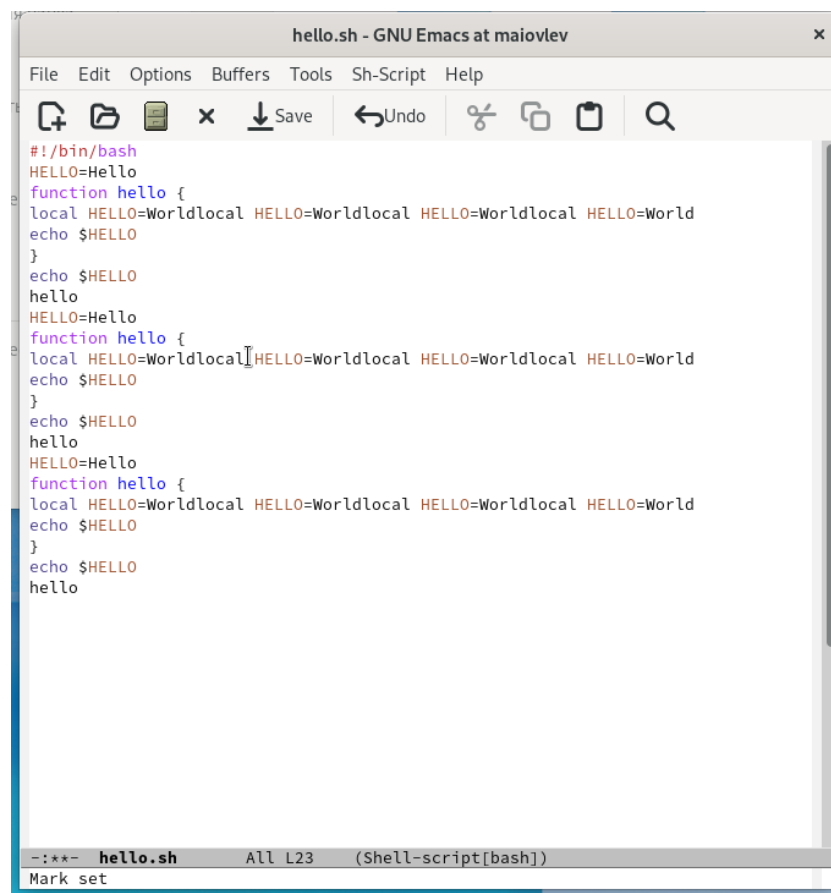 hello.sh - GNU Emacs at maiovlev
File Edit Options Buffers Tools Sh-Script Help
Save Undo
#!/bin/bash
HELLO=Hello
function hello {
local HELLO=Worldlocal HELLO=Worldlocal HELLO=Worldlocal HELLO=World
echo $HELLO
}
echo $HELLO
hello
HELLO=Hello
function hello {
local HELLO=Worldlocal HELLO=Worldlocal HELLO=Worldlocal HELLO=World
echo $HELLO
}
echo $HELLO
hello
HELLO=Hello
function hello {
local HELLO=Worldlocal HELLO=Worldlocal HELLO=Worldlocal HELLO=World
echo $HELLO
}
echo $HELLO
hello
-:**- hello.sh All L23 (Shell-script[bash])
Mark set